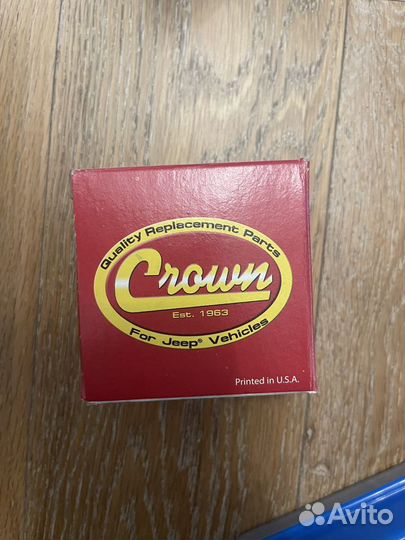 Quality Replacement Parts
Crown
Est. 1963
For Jeep® Vehicles
Printed in U.S.A.
Avito